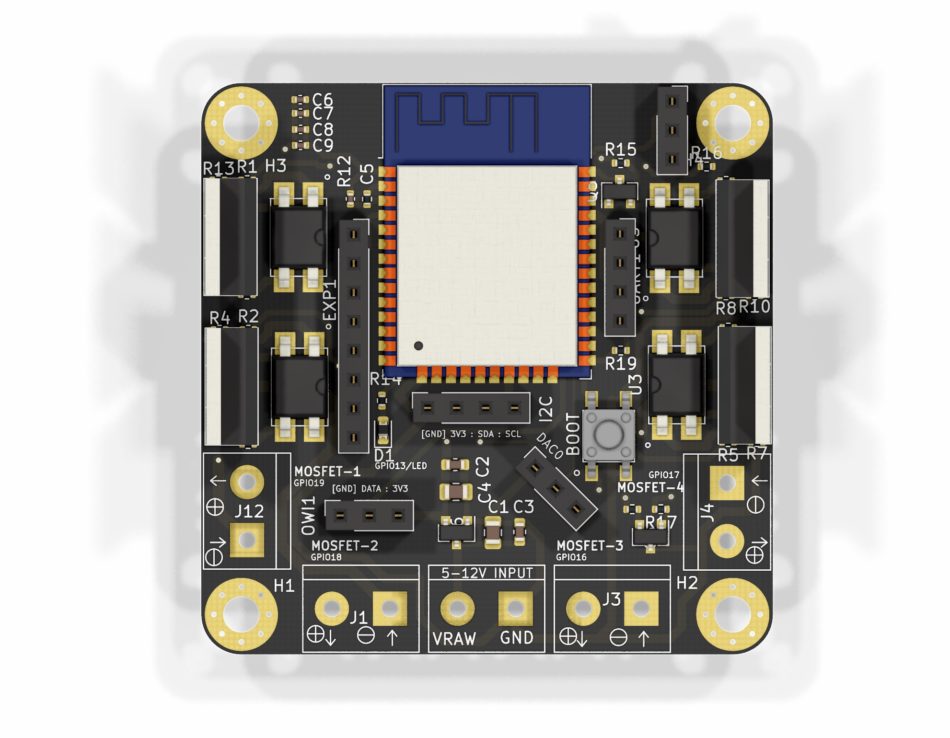 C6
C7
C8
C9
R15
R16
R13 R1 H3
R12
C5
EXP1
R4 R2
R8 R10
R19
U3
R14
I2C
[GND] 3V3 : SDA : SCL
BOOT
DAC0
D1
GPIO13/LED
MOSFET-1
GPIO19
[GND] DATA : 3V3
OWI1
C2
C4
C1 C3
R5 R7
GPIO17
MOSFET-4
R17
J12
J4
MOSFET-2
GPIO18
MOSFET-3
GPIO16
H1
5-12V INPUT
H2
J1
J3
VRAW GND